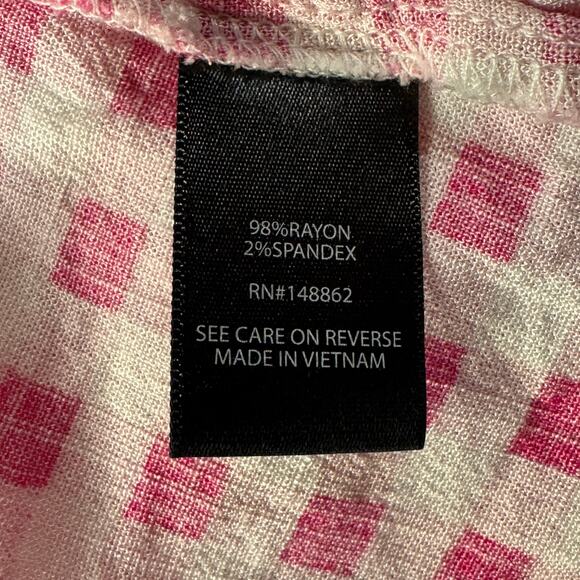 98%RAYON
2%SPANDEX
RN#148862
SEE CARE ON REVERSE
MADE IN VIETNAM